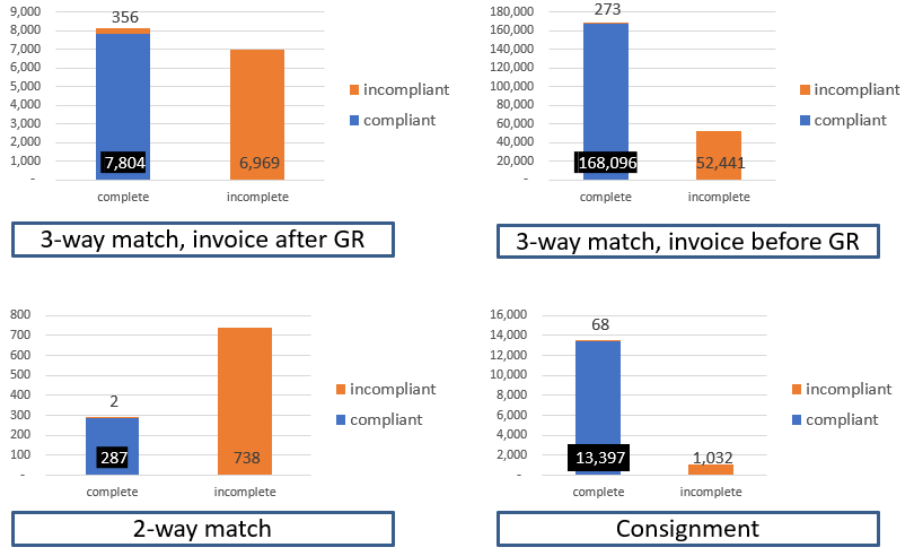 9,000
8,000
7,000
6,000
5,000
4,000
3,000
2,000
1,000
-
356
7,804
6,969
complete
incomplete
incompliant
compliant
3-way match, invoice after GR
180,000
160,000
140,000
120,000
100,000
80,000
60,000
40,000
20,000
-
273
168,096
52,441
complete
incomplete
incompliant
compliant
3-way match, invoice before GR
800
700
600
500
400
300
200
100
-
2
287
738
complete
incomplete
incompliant
compliant
2-way match
16,000
14,000
12,000
10,000
8,000
6,000
4,000
2,000
-
68
13,397
1,032
complete
incomplete
incompliant
compliant
Consignment